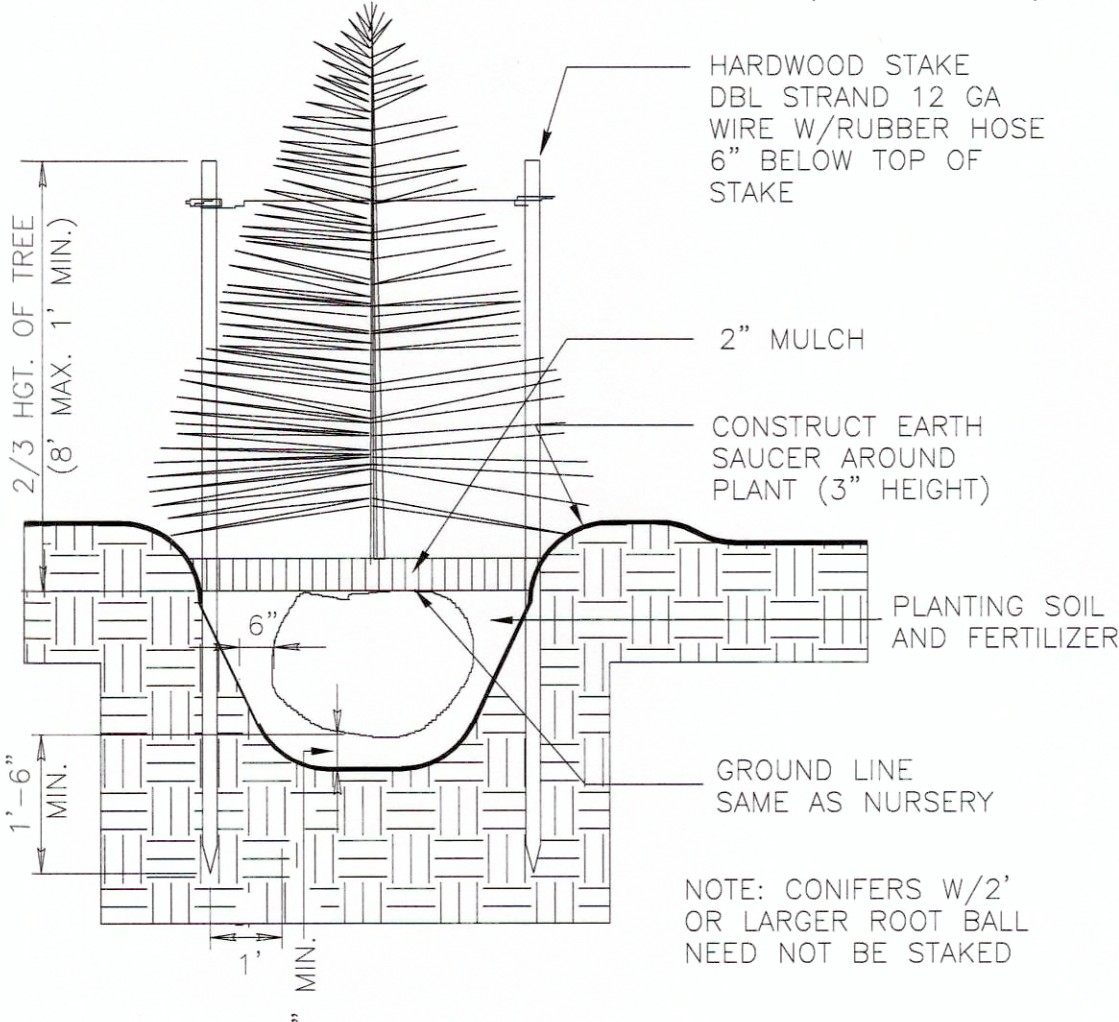 HARDWOOD STAKE
DBL STRAND 12 GA
WIRE W/RUBBER HOSE
6" BELOW TOP OF
STAKE
2/3 HGT. OF TREE
(8' MAX. 1' MIN.)
2" MULCH
CONSTRUCT EARTH
SAUCER AROUND
PLANT (3" HEIGHT)
6"
PLANTING SOIL
AND FERTILIZER
1'-6"
MIN.
GROUND LINE
SAME AS NURSERY
NOTE: CONIFERS W/2'
OR LARGER ROOT BALL
NEED NOT BE STAKED
1'
MIN.